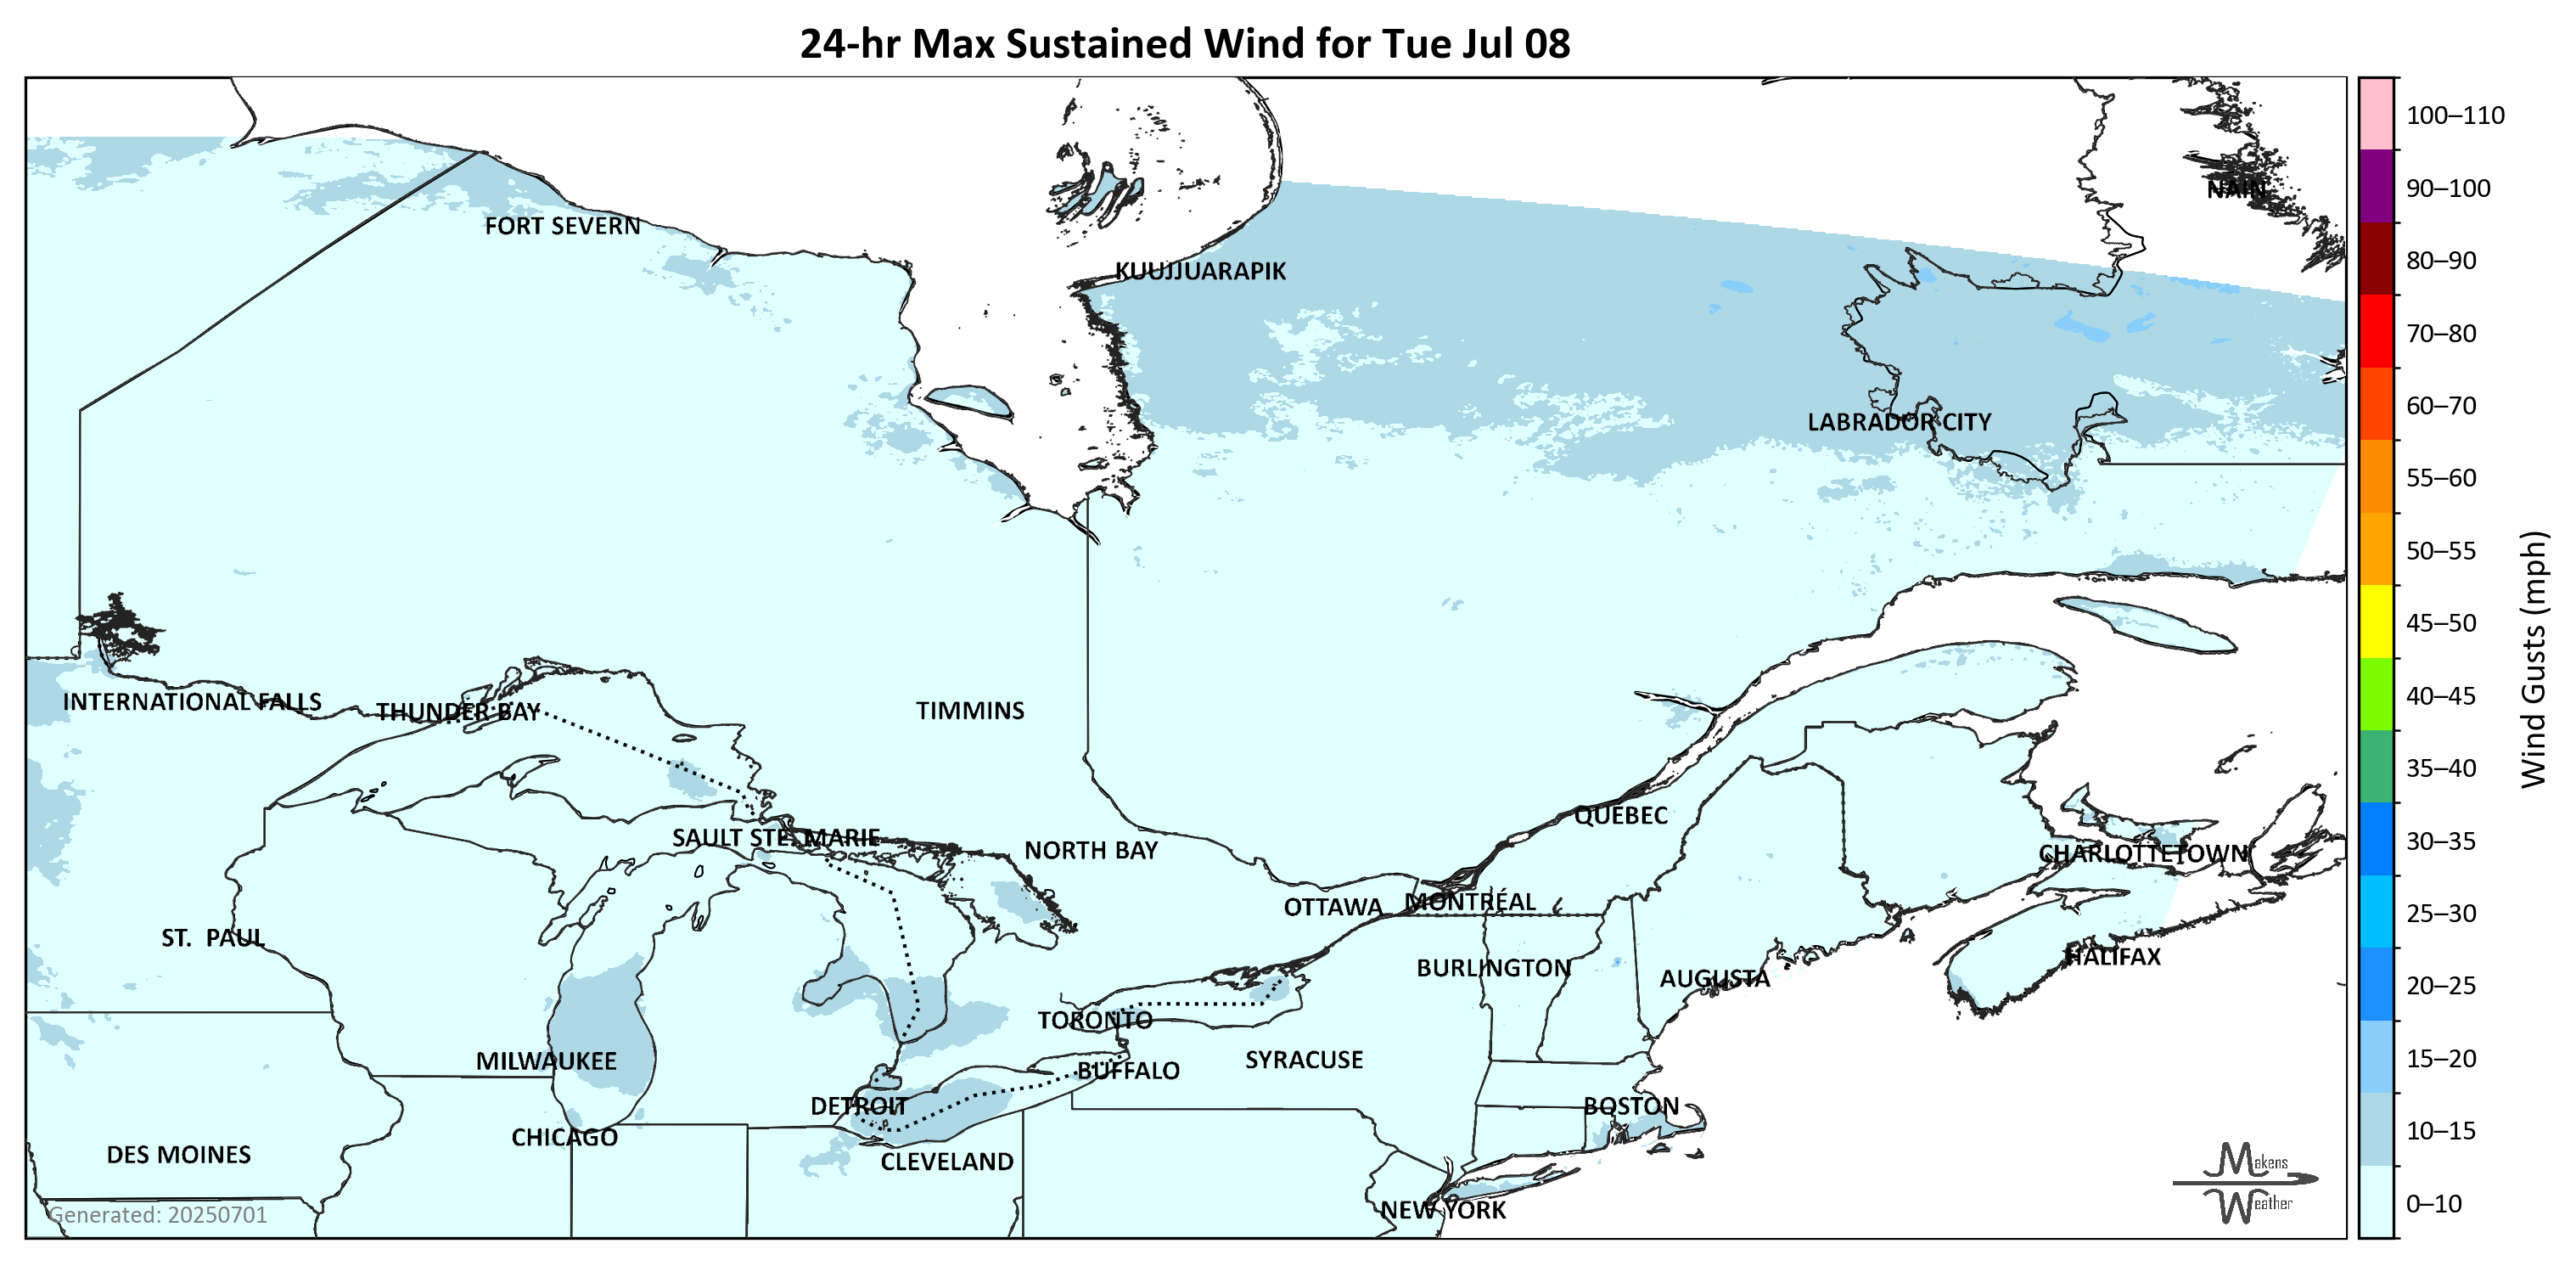 24-hr Max Sustained Wind for Tue Jul 08
100–110
90–100
80–90
70–80
60–70
55–60
50–55
45–50
40–45
35–40
30–35
25–30
20–25
15–20
10–15
0–10
Wind Gusts (mph)
NAIN
FORT SEVERN
KUUJJUARAPIK
LABRADOR CITY
INTERNATIONAL FALLS
THUNDER BAY
TIMMINS
QUEBEC
SAULT STE. MARIE
NORTH BAY
CHARLOTTETOWN
OTTAWA
MONTRÉAL
ST. PAUL
HALIFAX
BURLINGTON
AUGUSTA
TORONTO
MILWAUKEE
SYRACUSE
BUFFALO
DETROIT
BOSTON
CHICAGO
DES MOINES
CLEVELAND
NEW YORK
Generated: 20250701
Makens
Weather